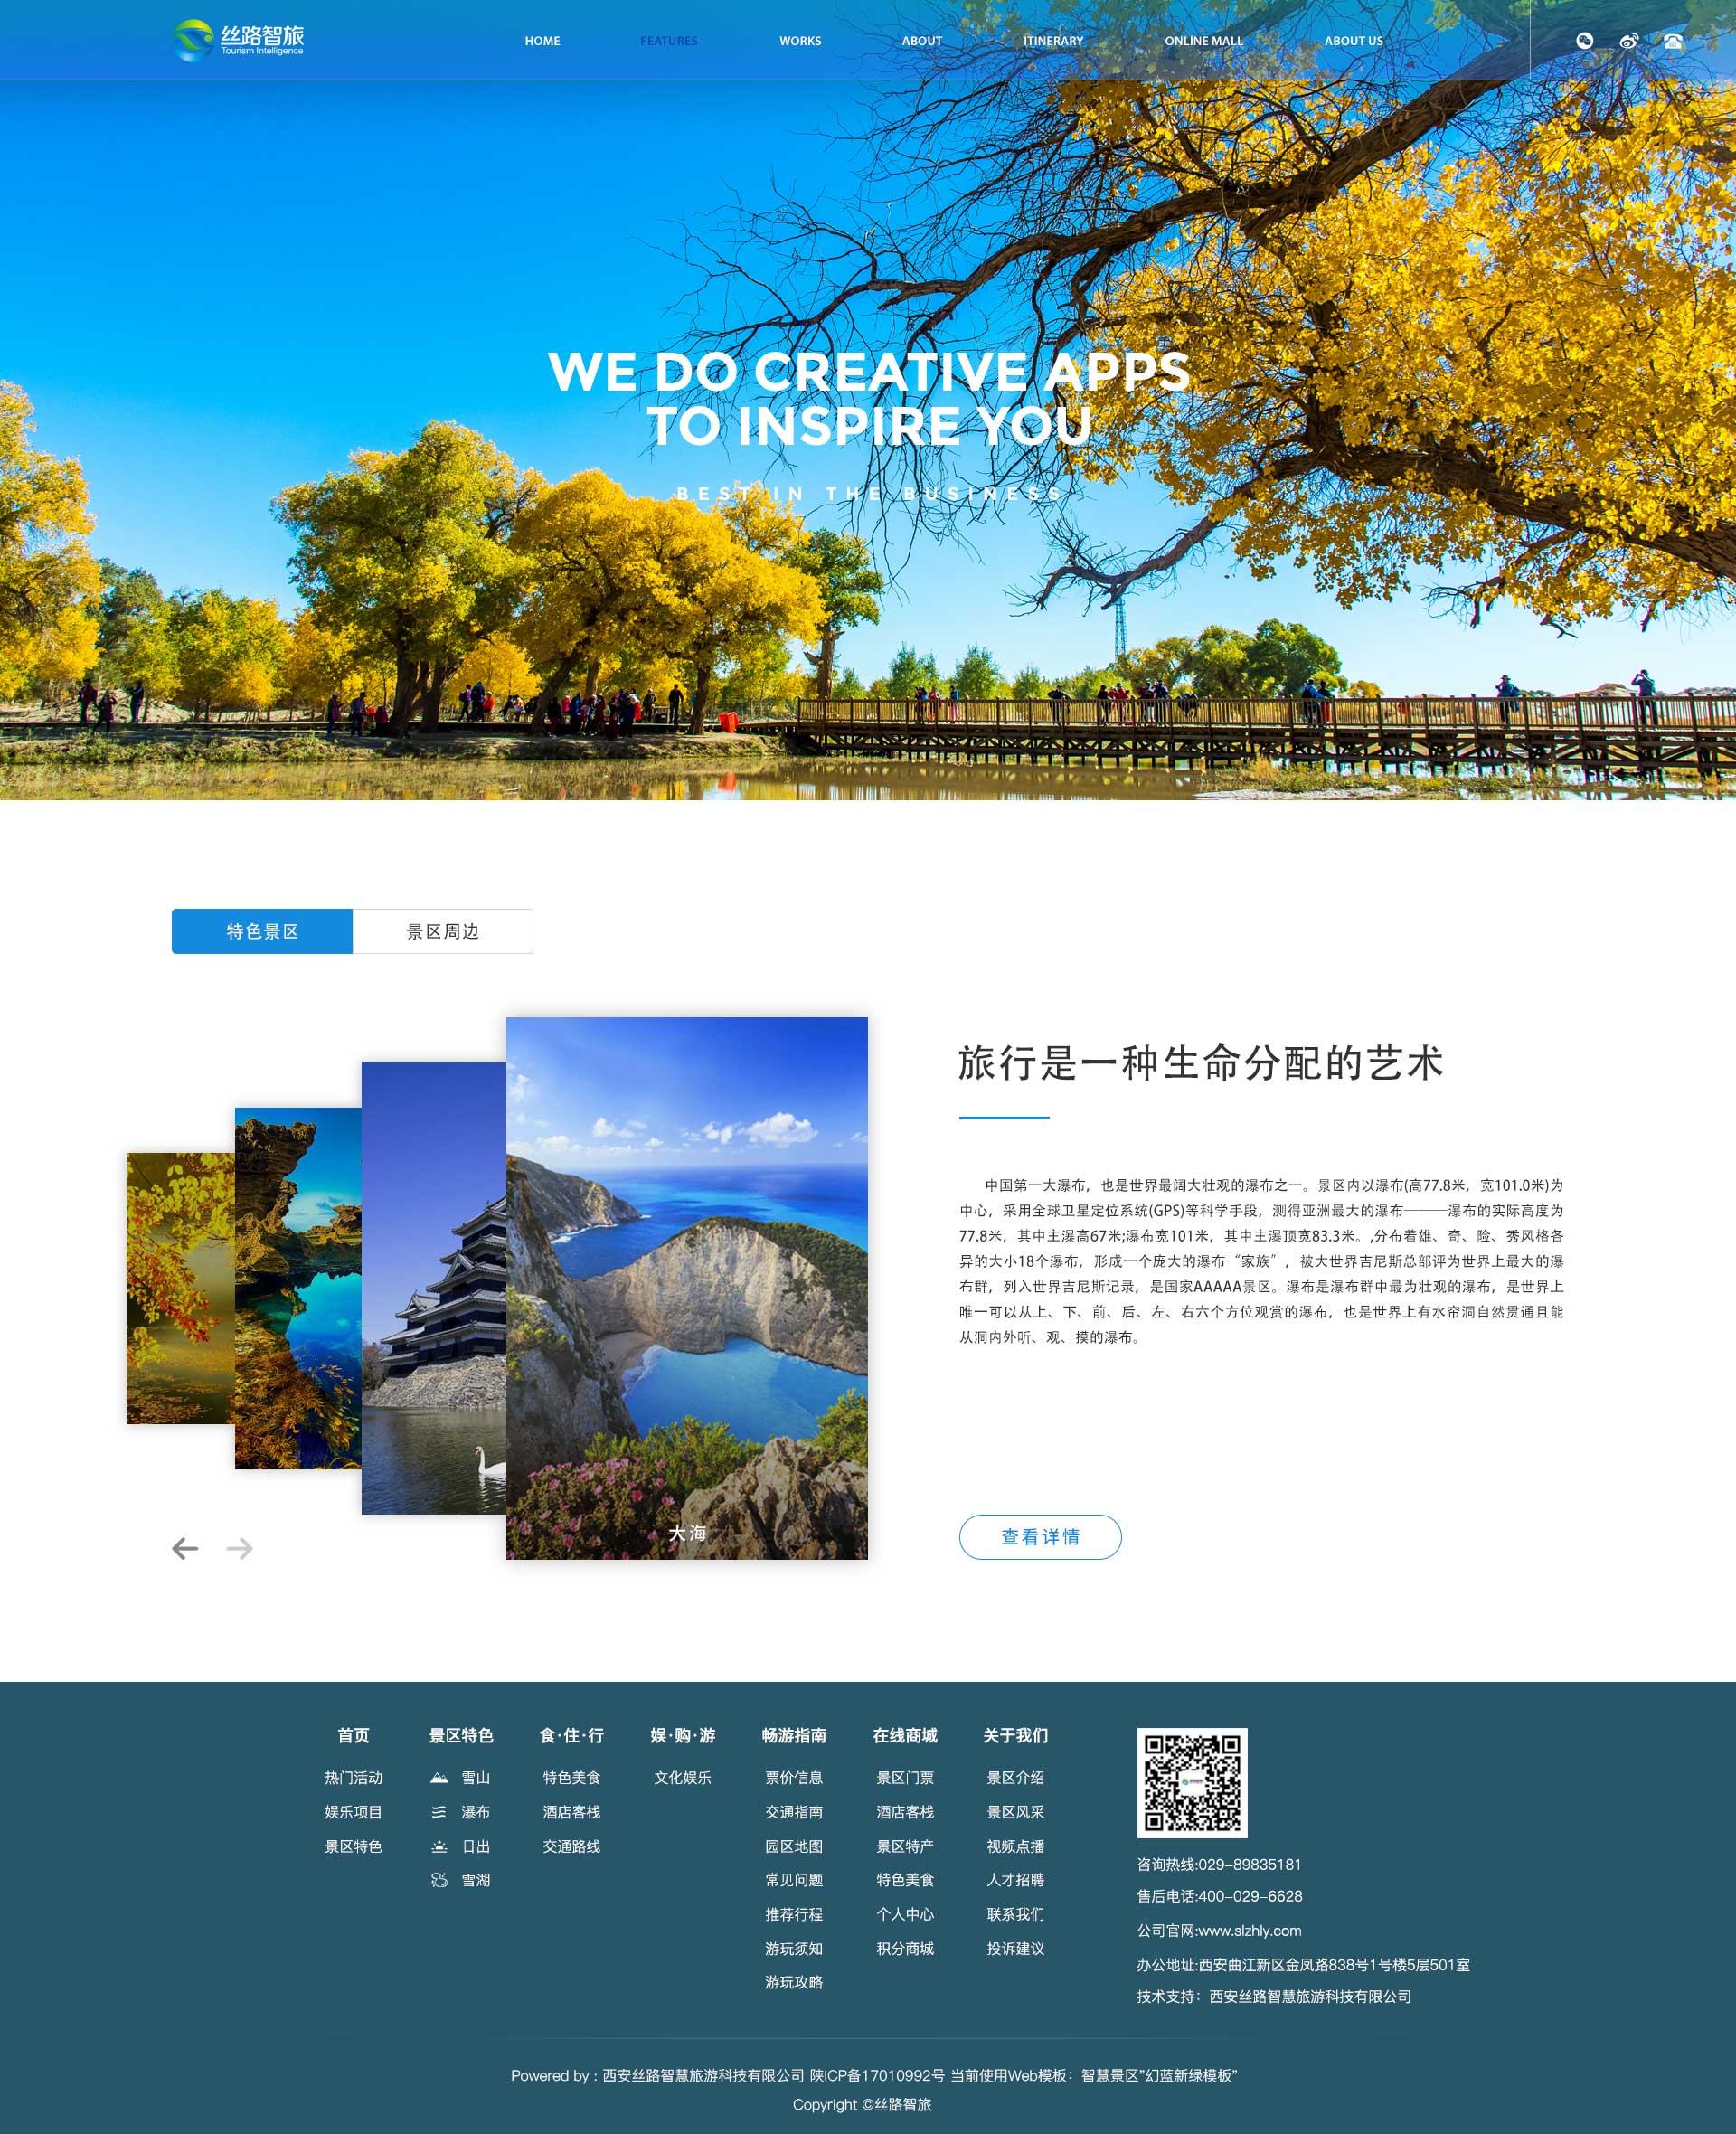 丝路智旅
Tourism Intelligence
HOME FEATURES WORKS ABOUT ITINERARY ONLINE MALL ABOUT US
WE DO CREATIVE APPS
TO INSPIRE YOU
BEST IN THE BUSINESS
特色景区 景区周边
大海
旅行是一种生命分配的艺术
中国第一大瀑布，也是世界最阔大壮观的瀑布之一。景区内以瀑布(高77.8米，宽101.0米)为
中心，采用全球卫星定位系统(GPS)等科学手段，测得亚洲最大的瀑布———瀑布的实际高度为
77.8米，其中主瀑高67米;瀑布宽101米，其中主瀑顶宽83.3米。,分布着雄、奇、险、秀风格各
异的大小18个瀑布，形成一个庞大的瀑布“家族”，被大世界吉尼斯总部评为世界上最大的瀑
布群，列入世界吉尼斯记录，是国家AAAAA景区。瀑布是瀑布群中最为壮观的瀑布，是世界上
唯一可以从上、下、前、后、左、右六个方位观赏的瀑布，也是世界上有水帘洞自然贯通且能
从洞内外听、观、摸的瀑布。
查看详情
首页 景区特色 食·住·行 娱·购·游 畅游指南 在线商城 关于我们
热门活动 雪山 特色美食 文化娱乐 票价信息 景区门票 景区介绍
娱乐项目 瀑布 酒店客栈 交通指南 酒店客栈 景区风采
景区特色 日出 交通路线 园区地图 景区特产 视频点播
雪湖 常见问题 特色美食 人才招聘
推荐行程 个人中心 联系我们
游玩须知 积分商城 投诉建议
游玩攻略
咨询热线:029-89835181
售后电话:400-029-6628
公司官网:www.slzhly.com
办公地址:西安曲江新区金凤路838号1号楼5层501室
技术支持：西安丝路智慧旅游科技有限公司
Powered by : 西安丝路智慧旅游科技有限公司 陕ICP备17010992号 当前使用Web模板：智慧景区"幻蓝新绿模板"
Copyright ©丝路智旅